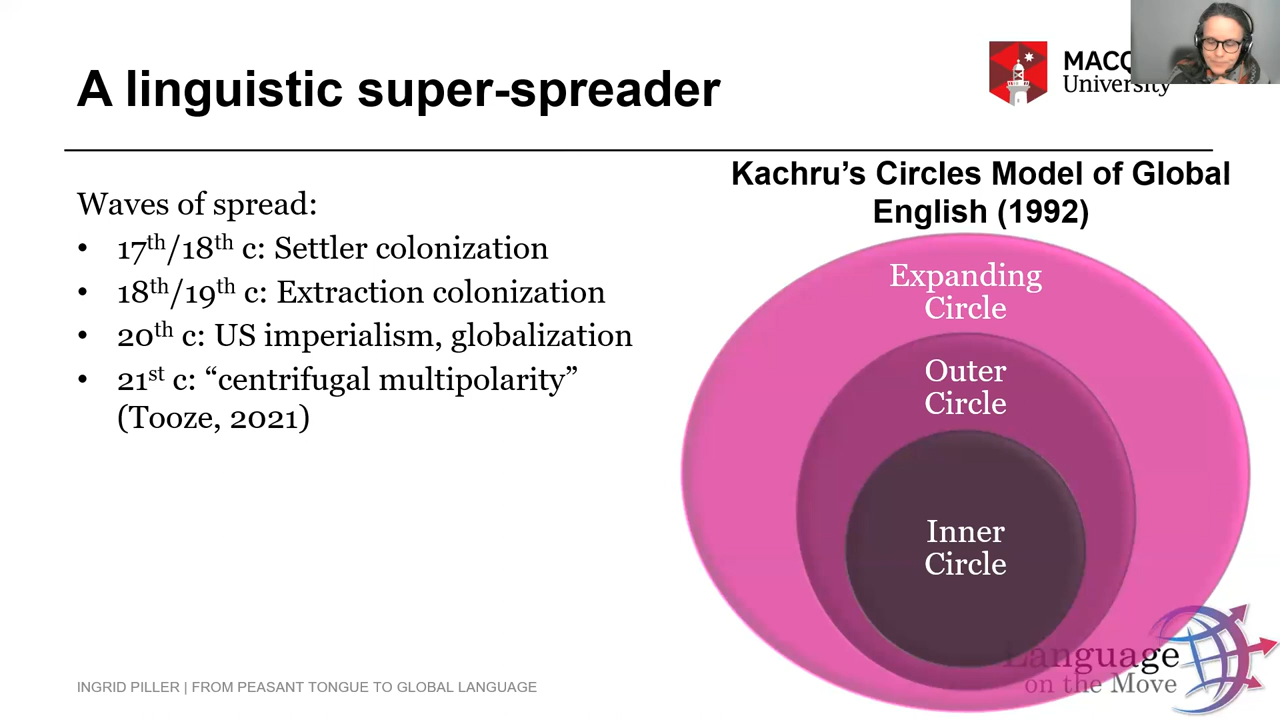 A linguistic super-spreader
University
Waves of spread:
• 17th/18th c: Settler colonization
• 18th/19th c: Extraction colonization
• 20th c: US imperialism, globalization
• 21st c: “centrifugal multipolarity”
(Tooze, 2021)
Kachru’s Circles Model of Global
English (1992)
Expanding
Circle
Outer
Circle
Inner
Circle
Language
on the Move
INGRID PILLER | FROM PEASANT TONGUE TO GLOBAL LANGUAGE